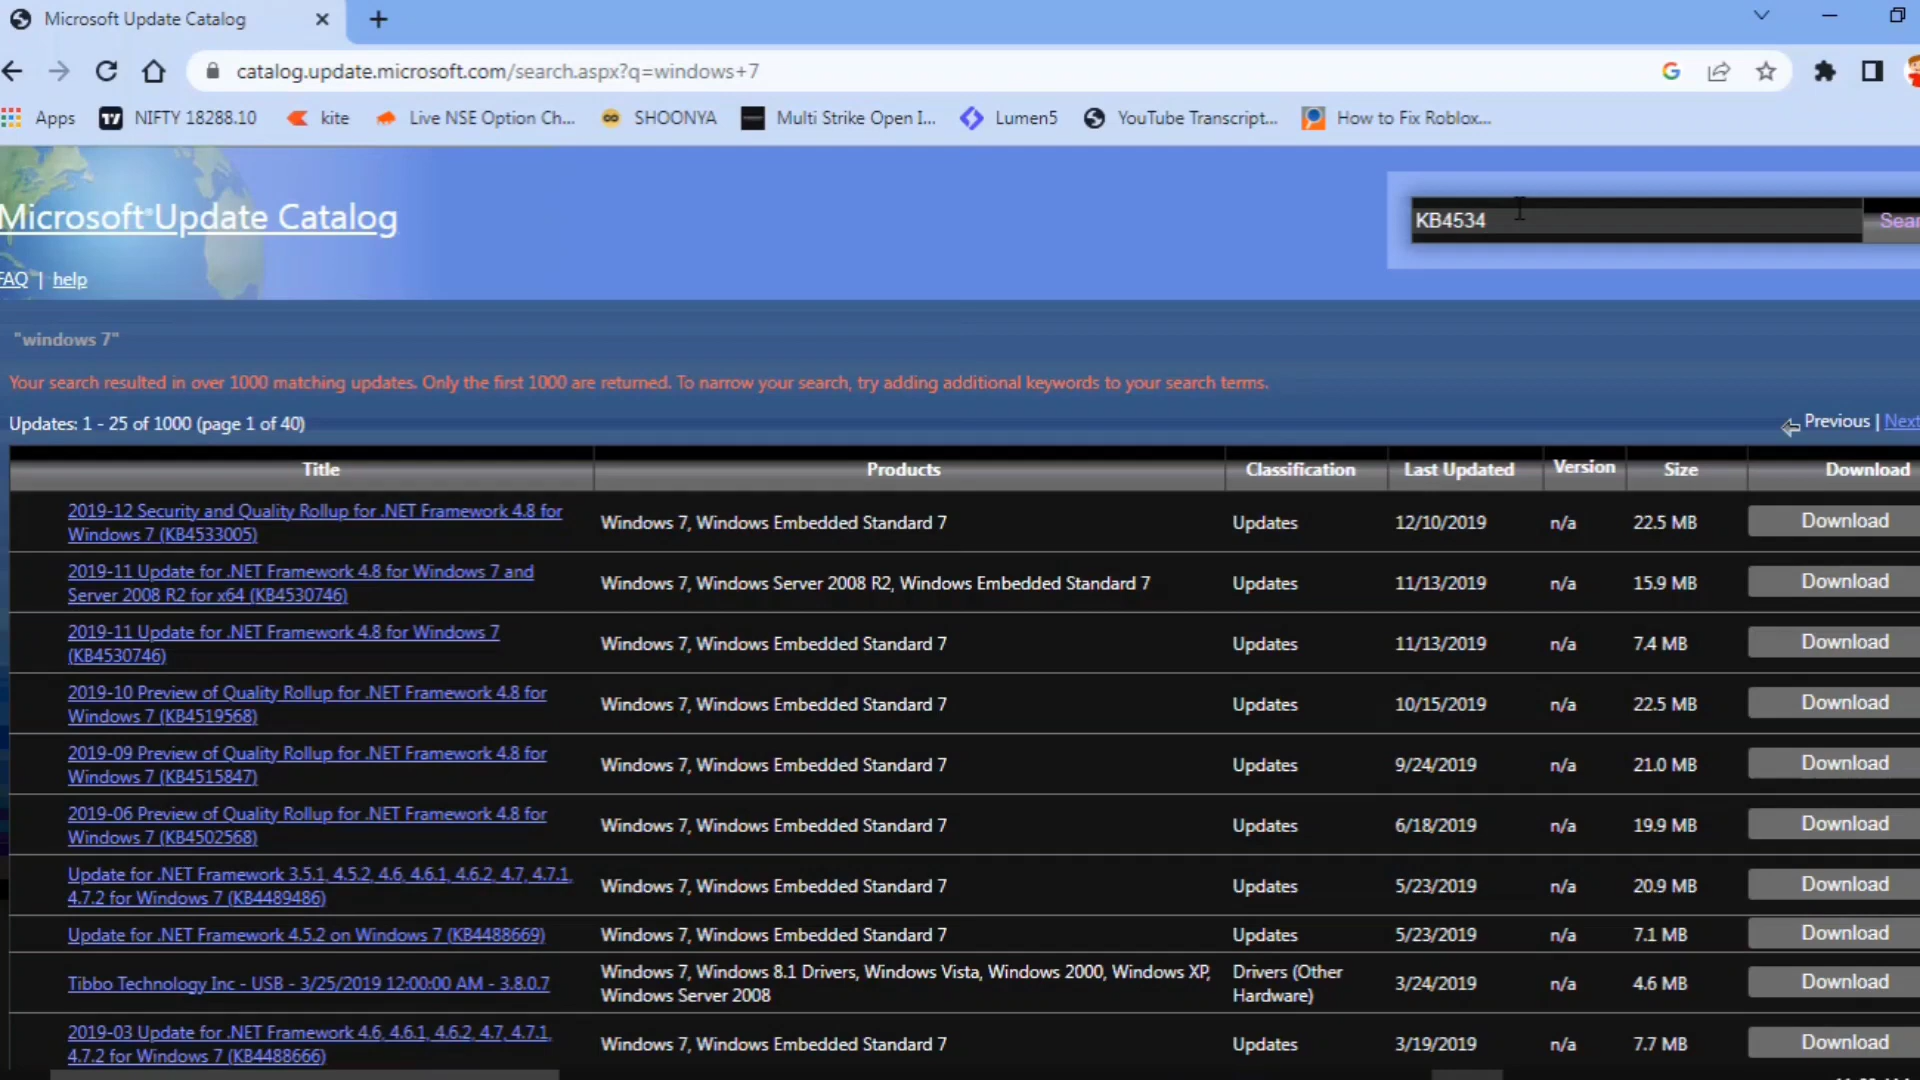 Microsoft Update Catalog
catalog.update.microsoft.com/search.aspx?q=windows+7
Apps NIFTY 18288.10 kite Live NSE Option Ch... SHOONYA Multi Strike Open I... Lumen5 YouTube Transcript... How to Fix Roblox...
Microsoft Update Catalog
KB4534 Sear
FAQ | help
"windows 7"
Your search resulted in over 1000 matching updates. Only the first 1000 are returned. To narrow your search, try adding additional keywords to your search terms.
Updates: 1 - 25 of 1000 (page 1 of 40) Previous | Next
Title Products Classification Last Updated Version Size Download
2019-12 Security and Quality Rollup for .NET Framework 4.8 for
Windows 7 (KB4533005) Windows 7, Windows Embedded Standard 7 Updates 12/10/2019 n/a 22.5 MB Download
2019-11 Update for .NET Framework 4.8 for Windows 7 and
Server 2008 R2 for x64 (KB4530746) Windows 7, Windows Server 2008 R2, Windows Embedded Standard 7 Updates 11/13/2019 n/a 15.9 MB Download
2019-11 Update for .NET Framework 4.8 for Windows 7
(KB4530746) Windows 7, Windows Embedded Standard 7 Updates 11/13/2019 n/a 7.4 MB Download
2019-10 Preview of Quality Rollup for .NET Framework 4.8 for
Windows 7 (KB4519568) Windows 7, Windows Embedded Standard 7 Updates 10/15/2019 n/a 22.5 MB Download
2019-09 Preview of Quality Rollup for .NET Framework 4.8 for
Windows 7 (KB4515847) Windows 7, Windows Embedded Standard 7 Updates 9/24/2019 n/a 21.0 MB Download
2019-06 Preview of Quality Rollup for .NET Framework 4.8 for
Windows 7 (KB4502568) Windows 7, Windows Embedded Standard 7 Updates 6/18/2019 n/a 19.9 MB Download
Update for .NET Framework 3.5.1, 4.5.2, 4.6, 4.6.1, 4.6.2, 4.7, 4.7.1,
4.7.2 for Windows 7 (KB4489486) Windows 7, Windows Embedded Standard 7 Updates 5/23/2019 n/a 20.9 MB Download
Update for .NET Framework 4.5.2 on Windows 7 (KB4488669) Windows 7, Windows Embedded Standard 7 Updates 5/23/2019 n/a 7.1 MB Download
Tibbo Technology Inc - USB - 3/25/2019 12:00:00 AM - 3.8.0.7 Windows 7, Windows 8.1 Drivers, Windows Vista, Windows 2000, Windows XP, Drivers (Other 3/24/2019 n/a 4.6 MB Download
Windows Server 2008 Hardware)
2019-03 Update for .NET Framework 4.6, 4.6.1, 4.6.2, 4.7, 4.7.1,
4.7.2 for Windows 7 (KB4488666) Windows 7, Windows Embedded Standard 7 Updates 3/19/2019 n/a 7.7 MB Download